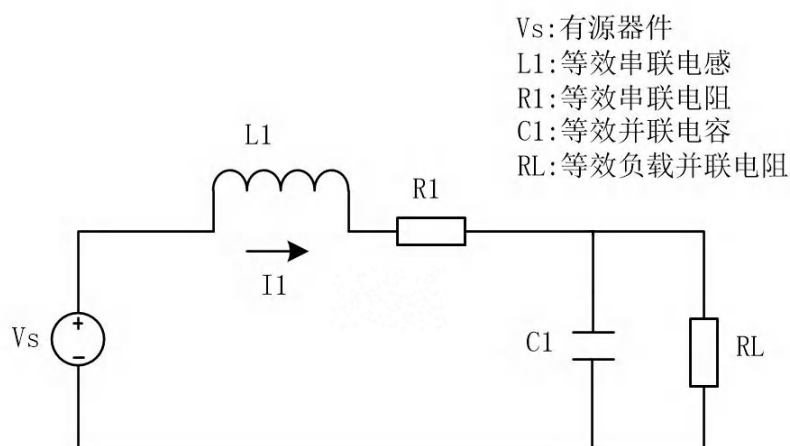 Vs:有源器件
L1:等效串联电感
R1:等效串联电阻
C1:等效并联电容
RL:等效负载并联电阻
L1
R1
I1
Vs
+
−
C1
RL